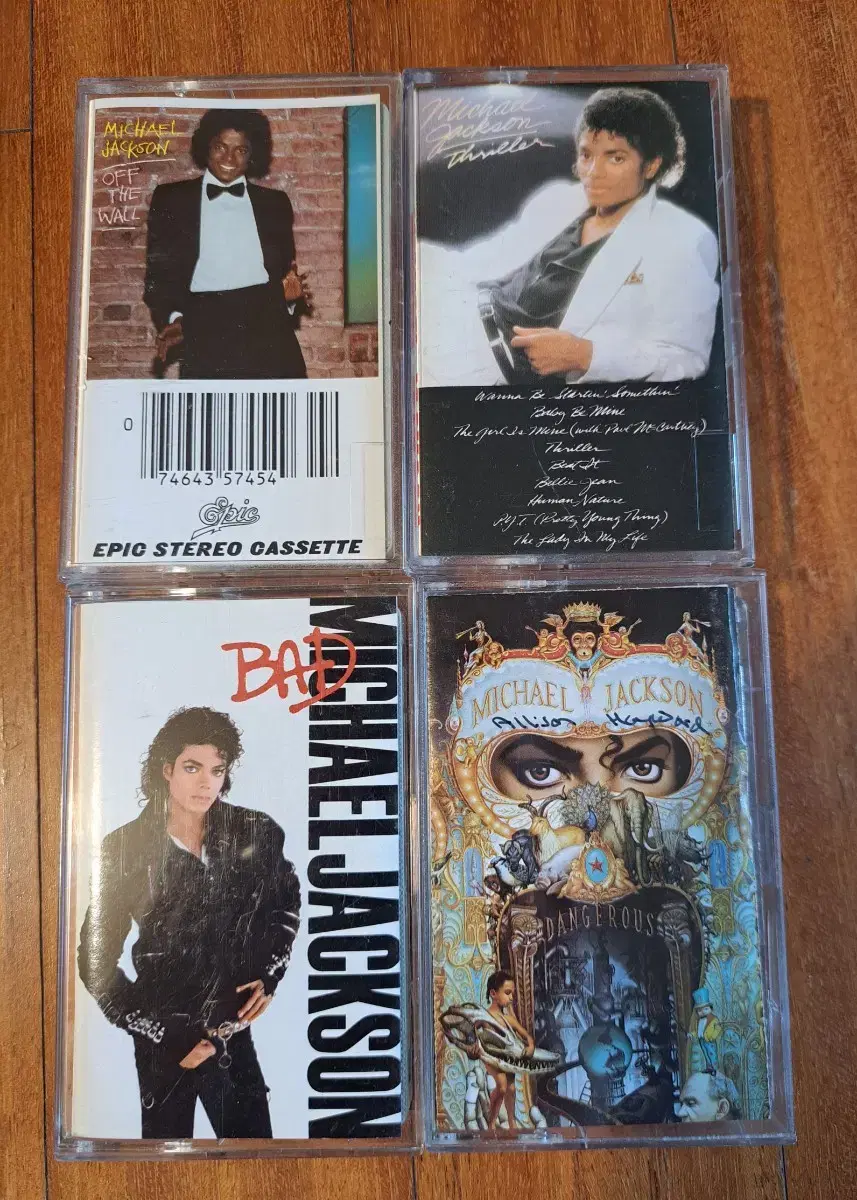 MICHAEL
JACKSON
OFF
THE
WALL
0
74643 57454
Epic
EPIC STEREO CASSETTE
Michael
Jackson
Thriller
Wanna Be Startin' Somethin'
Baby Be Mine
The Girl Is Mine (with Paul McCartney)
Thriller
Beat It
Billie Jean
Human Nature
P.Y.T. (Pretty Young Thing)
The Lady In My Life
BAD
MICHAEL JACKSON
MICHAEL JACKSON
Allison
DANGEROUS